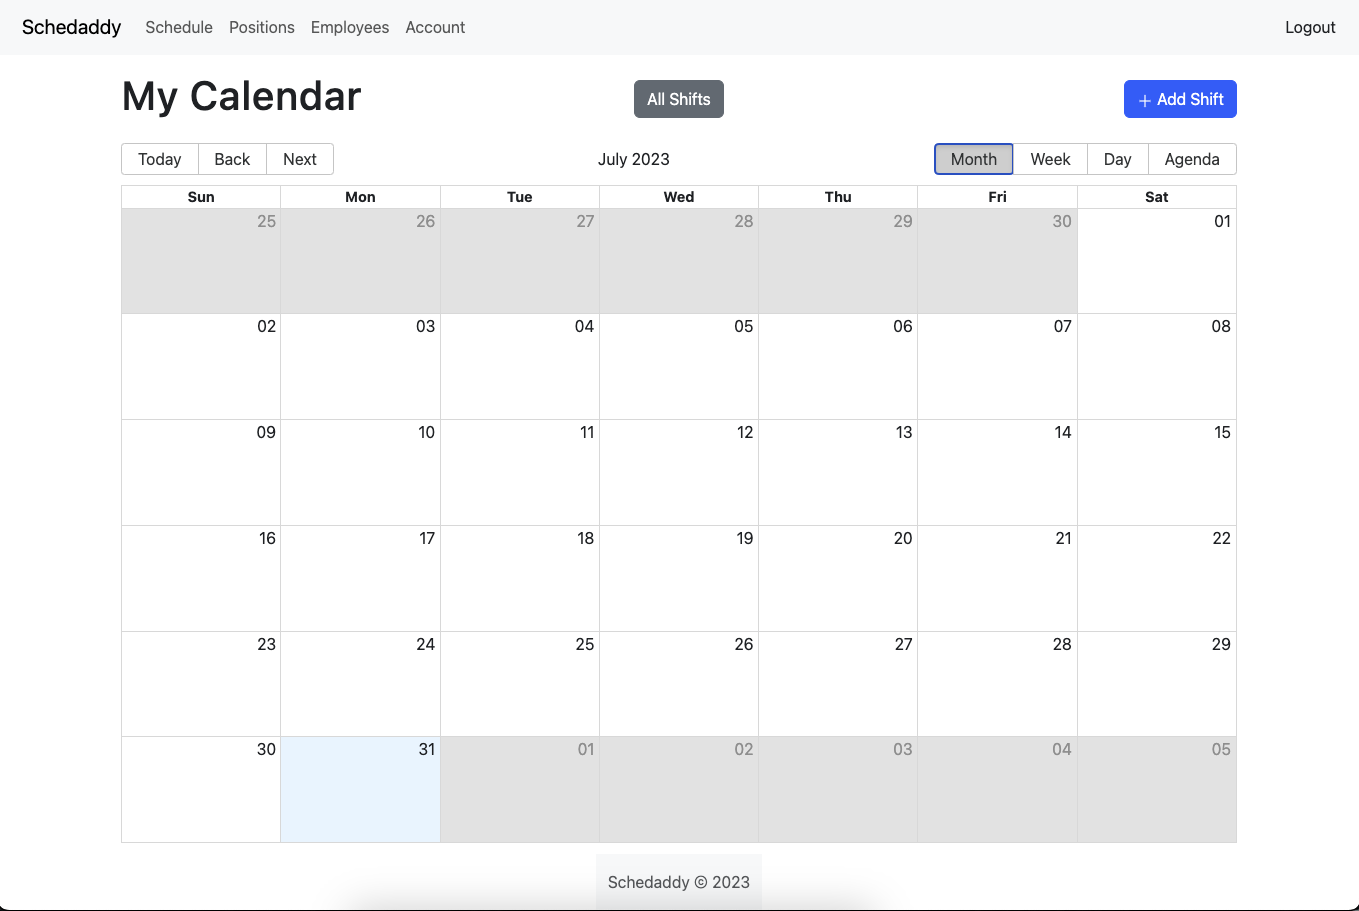 Schedaddy Schedule Positions Employees Account Logout
My Calendar All Shifts + Add Shift
Today Back Next July 2023 Month Week Day Agenda
Sun Mon Tue Wed Thu Fri Sat
25 26 27 28 29 30 01
02 03 04 05 06 07 08
09 10 11 12 13 14 15
16 17 18 19 20 21 22
23 24 25 26 27 28 29
30 31 01 02 03 04 05
Schedaddy © 2023